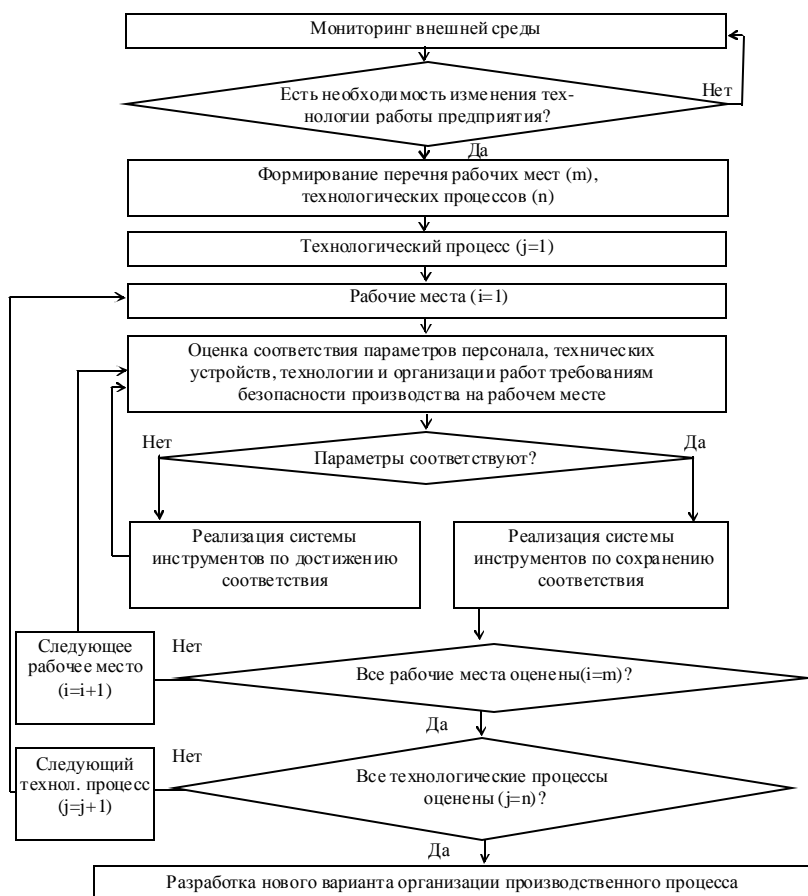 Мониторинг внешней среды
Есть необходимость изменения тех-
нологии работы предприятия?
Нет
Да
Формирование перечня рабочих мест (m),
технологических процессов (n)
Технологический процесс (j=1)
Рабочие места (i=1)
Оценка соответствия параметров персонала, технических
устройств, технологии и организации работ требованиям
безопасности производства на рабочем месте
Нет
Да
Параметры соответствуют?
Реализация системы
инструментов по достижению
соответствия
Реализация системы
инструментов по сохранению
соответствия
Следующее
рабочее место
(i=i+1)
Нет
Все рабочие места оценены(i=m)?
Да
Следующий
технол. процесс
(j=j+1)
Нет
Все технологические процессы
оценены (j=n)?
Да
Разработка нового варианта организации производственного процесса